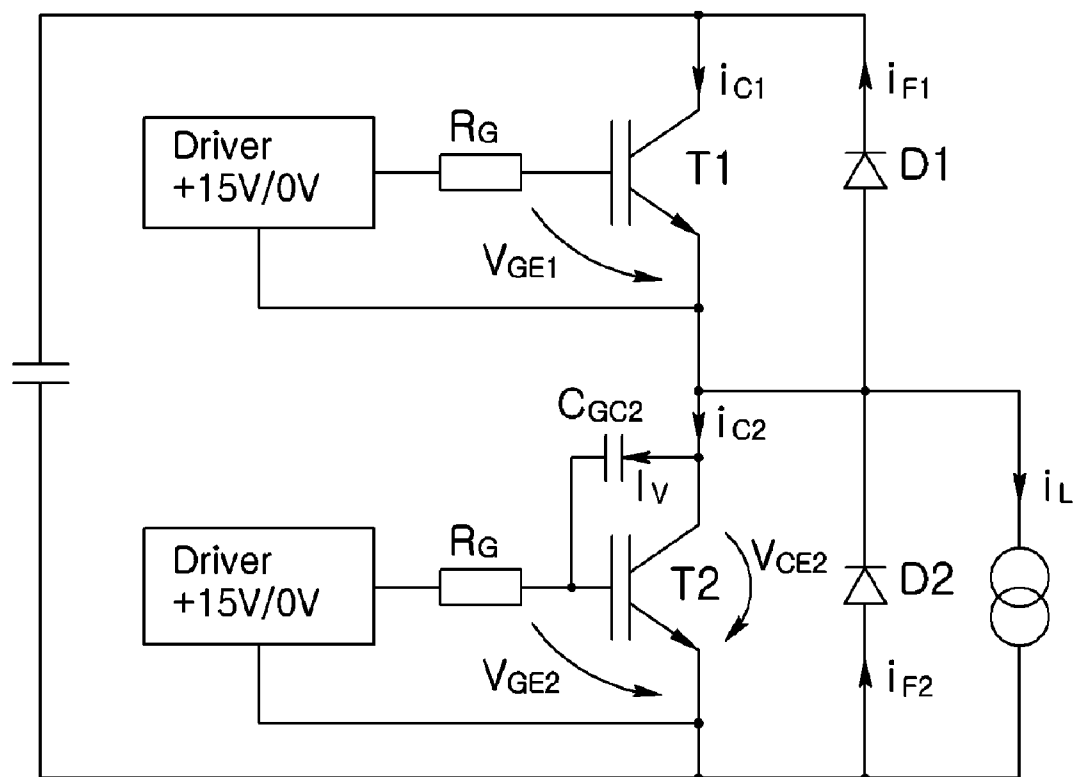 iC1
iF1
Driver
+15V/0V
RG
T1
D1
VGE1
CGC2
iC2
IV
iL
Driver
+15V/0V
RG
T2
VCE2
D2
VGE2
iF2